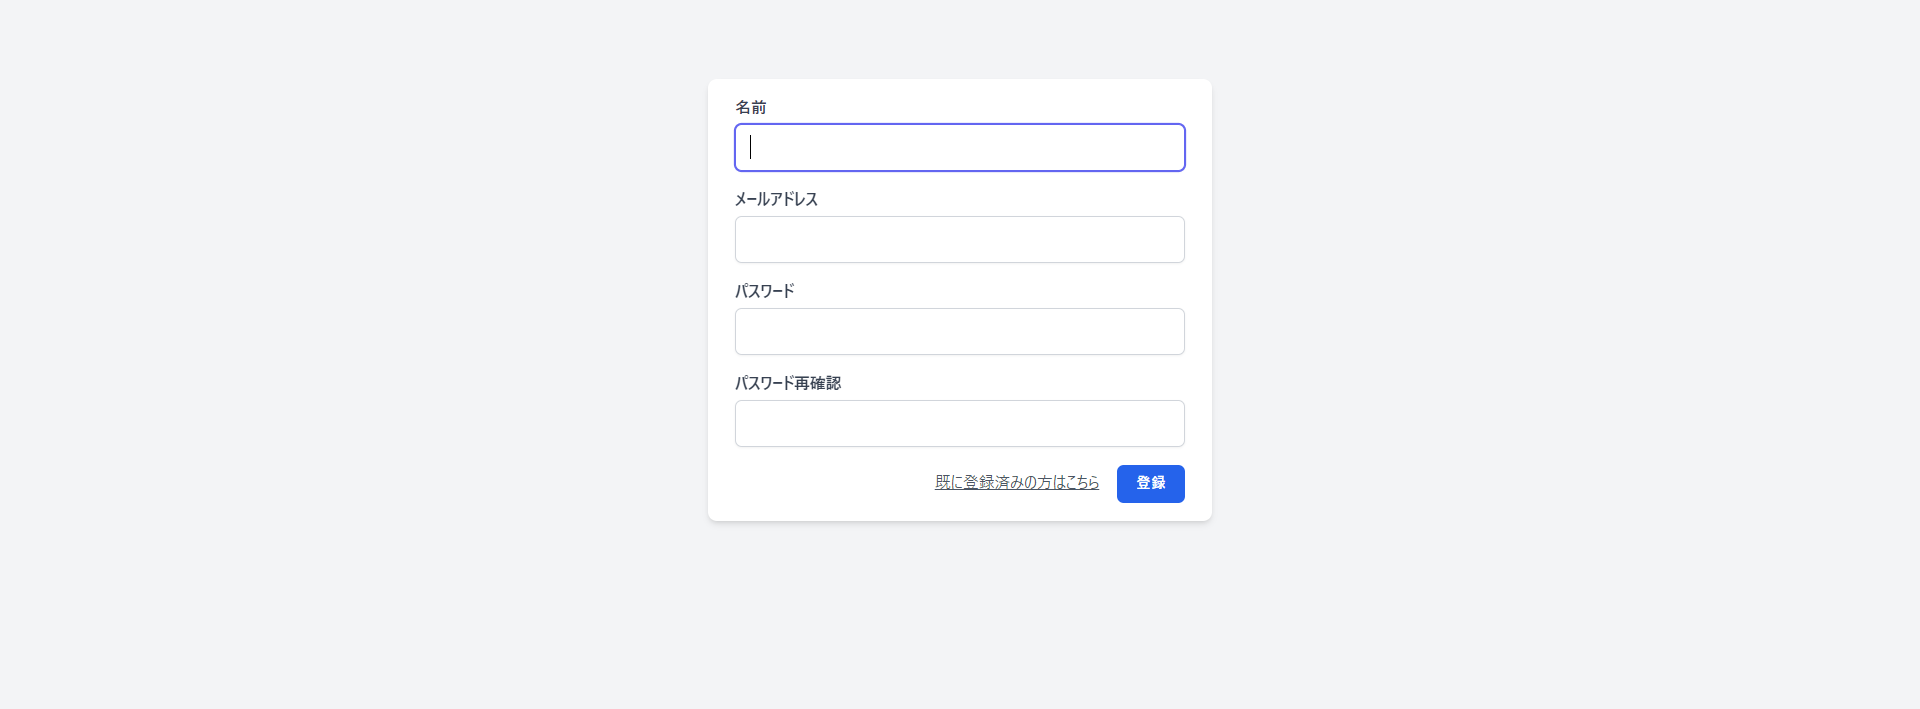 名前
メールアドレス
パスワード
パスワード再確認
既に登録済みの方はこちら
登録